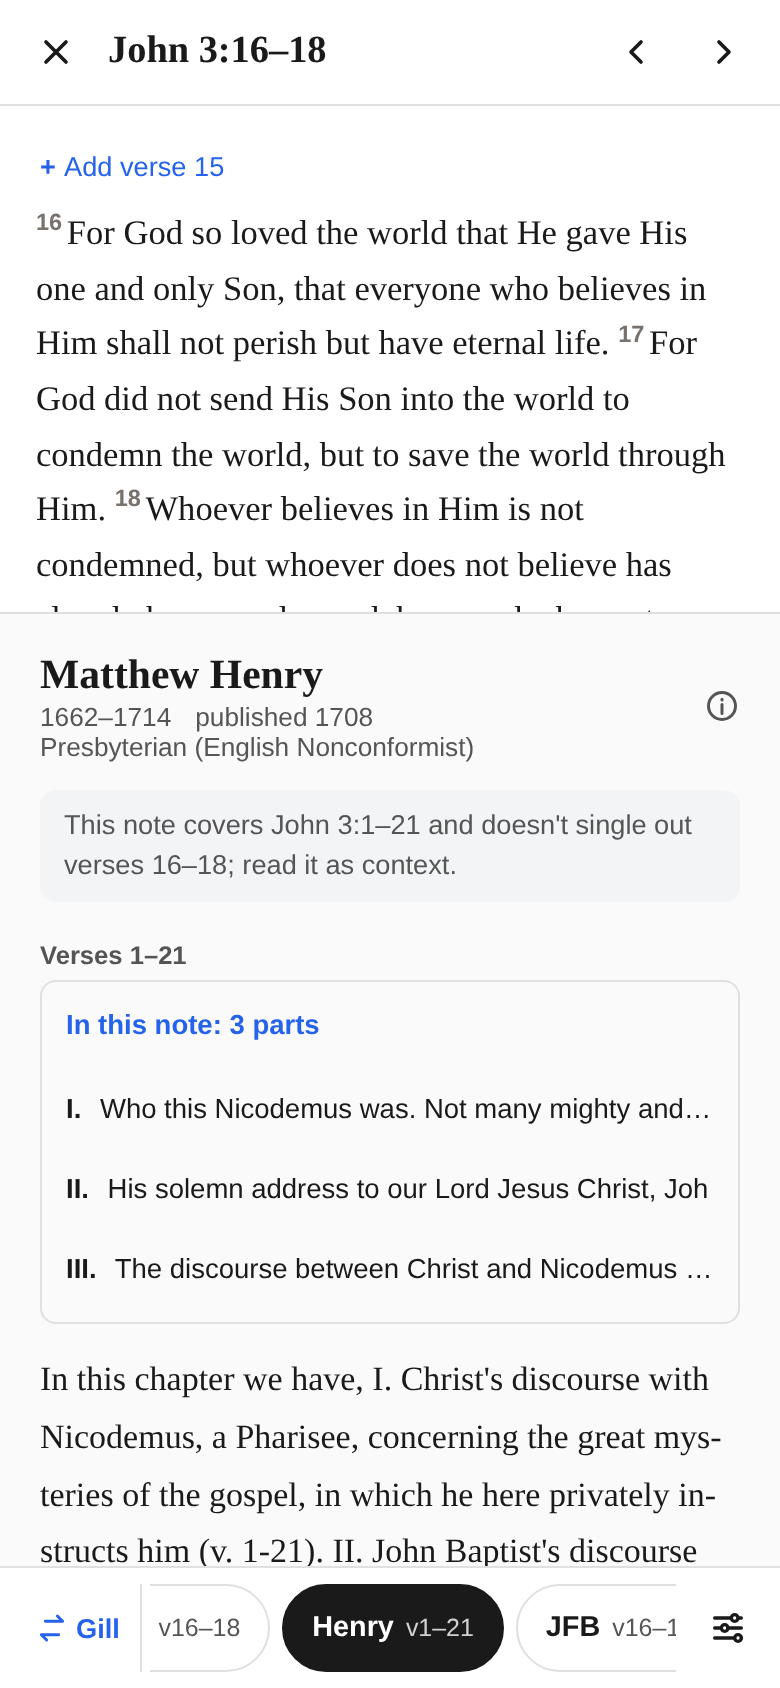 John 3:16–18
+ Add verse 15
16 For God so loved the world that He gave His
one and only Son, that everyone who believes in
Him shall not perish but have eternal life. 17 For
God did not send His Son into the world to
condemn the world, but to save the world through
Him. 18 Whoever believes in Him is not
condemned, but whoever does not believe has
Matthew Henry
1662–1714 published 1708
Presbyterian (English Nonconformist)
This note covers John 3:1–21 and doesn't single out
verses 16–18; read it as context.
Verses 1–21
In this note: 3 parts
I. Who this Nicodemus was. Not many mighty and…
II. His solemn address to our Lord Jesus Christ, Joh
III. The discourse between Christ and Nicodemus …
In this chapter we have, I. Christ's discourse with
Nicodemus, a Pharisee, concerning the great mys-
teries of the gospel, in which he here privately in-
structs him (v. 1-21). II. John Baptist's discourse
Gill v16–18 Henry v1–21 JFB v16–1